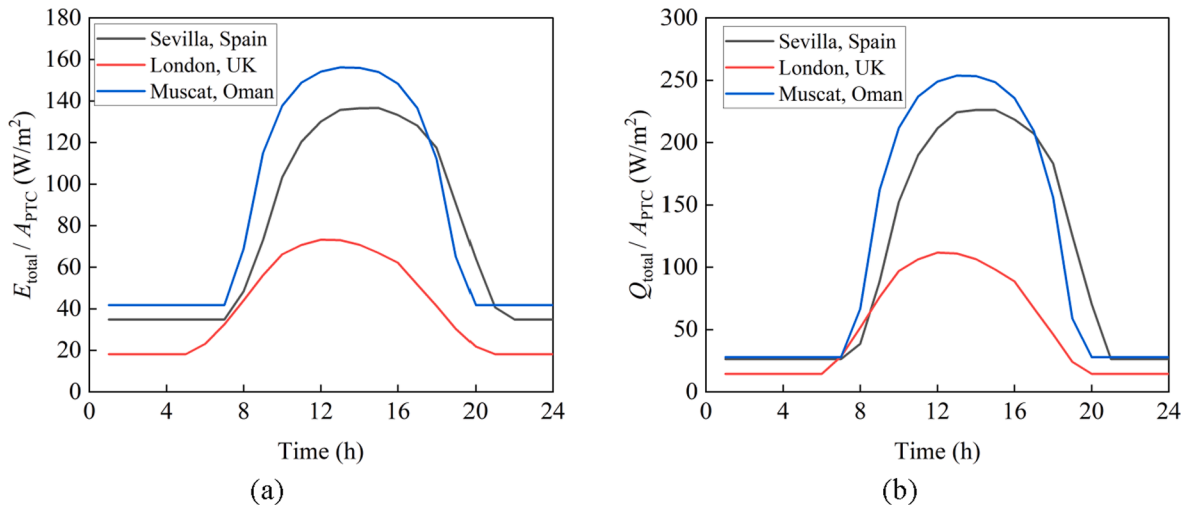 180
160
140
120
100
80
60
40
20
0
E_total / A_PTC (W/m²)
Sevilla, Spain
London, UK
Muscat, Oman
0 4 8 12 16 20 24
Time (h)
(a)
300
250
200
150
100
50
0
Q_total / A_PTC (W/m²)
Sevilla, Spain
London, UK
Muscat, Oman
0 4 8 12 16 20 24
Time (h)
(b)